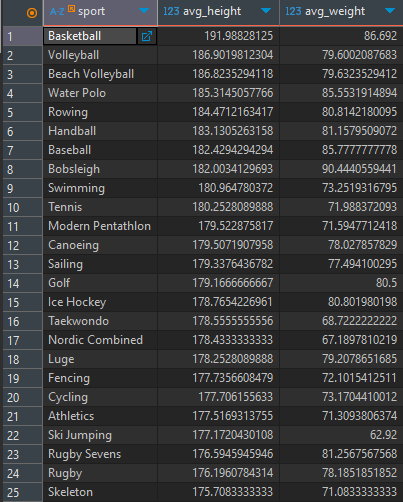 A-Z sport 123 avg_height 123 avg_weight
1 Basketball 191.98828125 86.692
2 Volleyball 186.9019812304 79.6002087683
3 Beach Volleyball 186.8235294118 79.6323529412
4 Water Polo 185.3145057766 85.5531914894
5 Rowing 184.4712163417 80.8142180095
6 Handball 183.1305263158 81.1579509072
7 Baseball 182.4294294294 85.7777777778
8 Bobsleigh 182.0034129693 90.4440559441
9 Swimming 180.964780372 73.2519316795
10 Tennis 180.2528089888 71.988372093
11 Modern Pentathlon 179.522875817 71.5947712418
12 Canoeing 179.5071907958 78.027857829
13 Sailing 179.3376436782 77.494100295
14 Golf 179.1666666667 80.5
15 Ice Hockey 178.7654226961 80.801980198
16 Taekwondo 178.5555555556 68.7222222222
17 Nordic Combined 178.4333333333 67.1897810219
18 Luge 178.2528089888 79.2078651685
19 Fencing 177.7356608479 72.1015412511
20 Cycling 177.706155633 73.1704410012
21 Athletics 177.5169313755 71.3093806374
22 Ski Jumping 177.1720430108 62.92
23 Rugby Sevens 176.5945945946 81.2567567568
24 Rugby 176.1960784314 78.1851851852
25 Skeleton 175.7083333333 71.0833333333